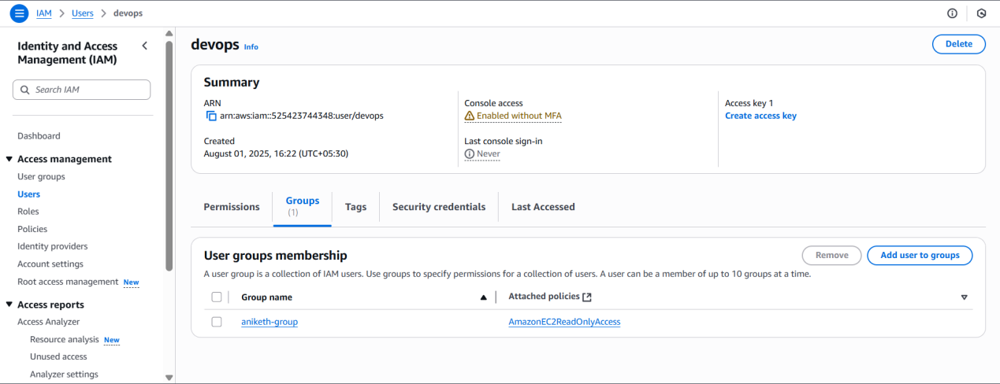 IAM > Users > devops
Identity and Access
Management (IAM)
Search IAM
Dashboard
Access management
User groups
Users
Roles
Policies
Identity providers
Account settings
Root access management New
Access reports
Access Analyzer
Resource analysis New
Unused access
Analyzer settings
devops Info
Delete
Summary
ARN
arn:aws:iam::525423744348:user/devops
Created
August 01, 2025, 16:22 (UTC+05:30)
Console access
Enabled without MFA
Last console sign-in
Never
Access key 1
Create access key
Permissions
Groups
(1)
Tags
Security credentials
Last Accessed
User groups membership
Remove
Add user to groups
A user group is a collection of IAM users. Use groups to specify permissions for a collection of users. A user can be a member of up to 10 groups at a time.
Group name
Attached policies
aniketh-group
AmazonEC2ReadOnlyAccess